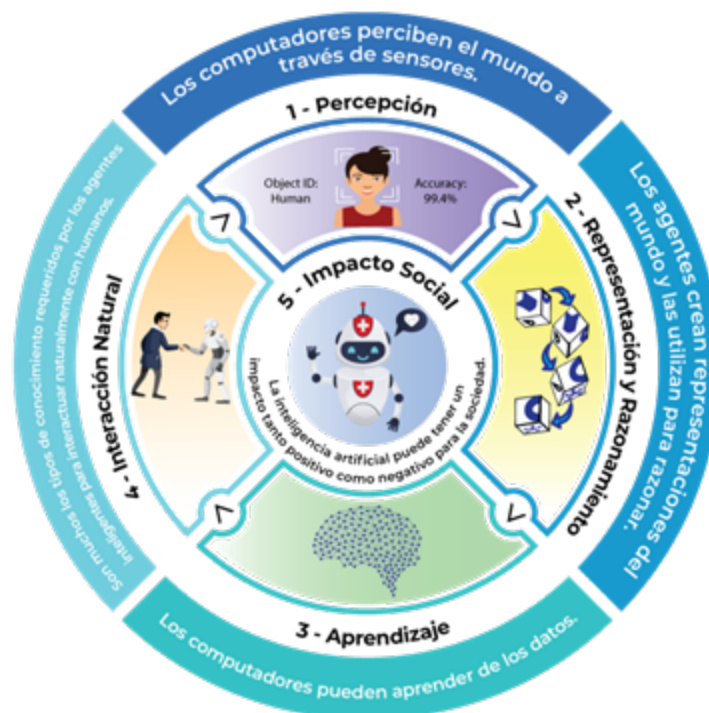 Los computadores perciben el mundo a
través de sensores.
1 - Percepción
Object ID:
Human
Accuracy:
99.4%
Los agentes crean representaciones del
mundo y las utilizan para razonar.
2 - Representación y Razonamiento
Los computadores pueden aprender de los datos.
3 - Aprendizaje
Son muchos los tipos de conocimiento requeridos por los agentes
inteligentes para interactuar naturalmente con humanos.
4 - Interacción Natural
5 - Impacto Social
La inteligencia artificial puede tener un
impacto tanto positivo como negativo para la sociedad.